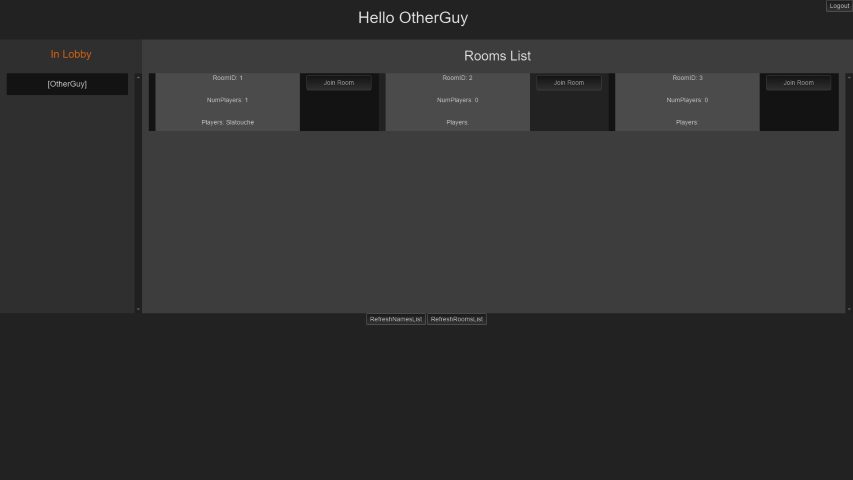 Logout
Hello OtherGuy
In Lobby
[OtherGuy]
Rooms List
RoomID: 1
NumPlayers: 1
Players: Slatouche
Join Room
RoomID: 2
NumPlayers: 0
Players:
Join Room
RoomID: 3
NumPlayers: 0
Players:
Join Room
RefreshNamesList
RefreshRoomsList